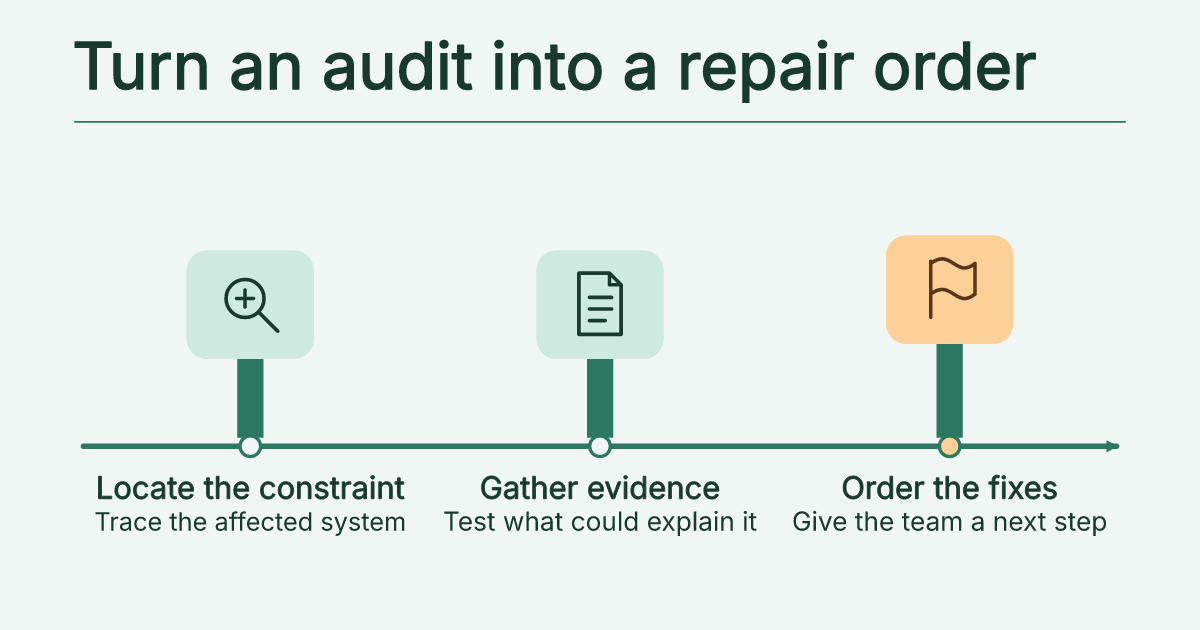 Turn an audit into a repair order
Locate the constraint
Trace the affected system
Gather evidence
Test what could explain it
Order the fixes
Give the team a next step